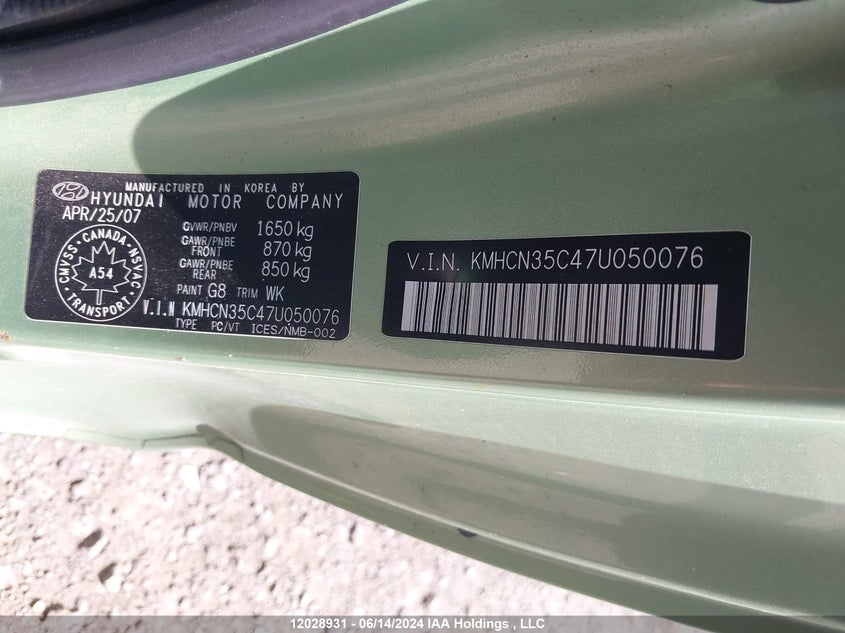 MANUFACTURED IN KOREA BY
HYUNDAI MOTOR COMPANY
APR/25/07
GVWR/PNBV 1650 kg
GAWR/PNBE FRONT 870 kg
GAWR/PNBE REAR 850 kg
PAINT G8 TRIM WK
V.I.N KMHCN35C47U050076
TYPE PC/VT ICES/NMB-002
CANADA
CMVSS NSVAC
A54
TRANSPORT
V.I.N. KMHCN35C47U050076
12028931 - 06/14/2024 IAA Holdings , LLC